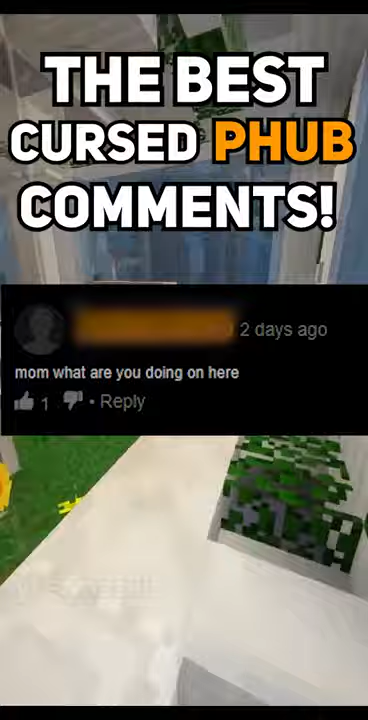 THE BEST
CURSED PHUB
COMMENTS!
2 days ago
mom what are you doing on here
1 • Reply